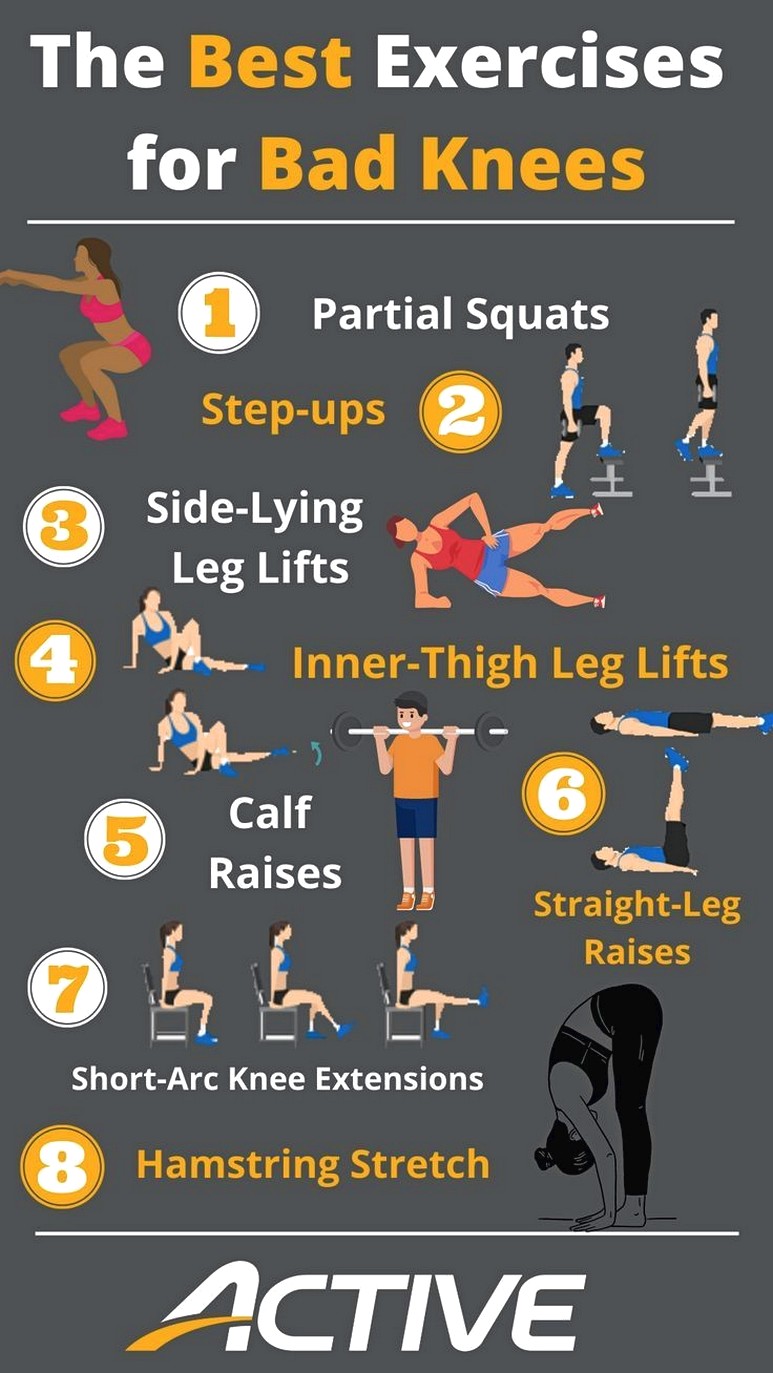 The Best Exercises
for Bad Knees
1
Partial Squats
Step-ups
2
3
Side-Lying
Leg Lifts
4
Inner-Thigh Leg Lifts
5
Calf
Raises
6
Straight-Leg
Raises
7
Short-Arc Knee Extensions
8
Hamstring Stretch
ACTIVE